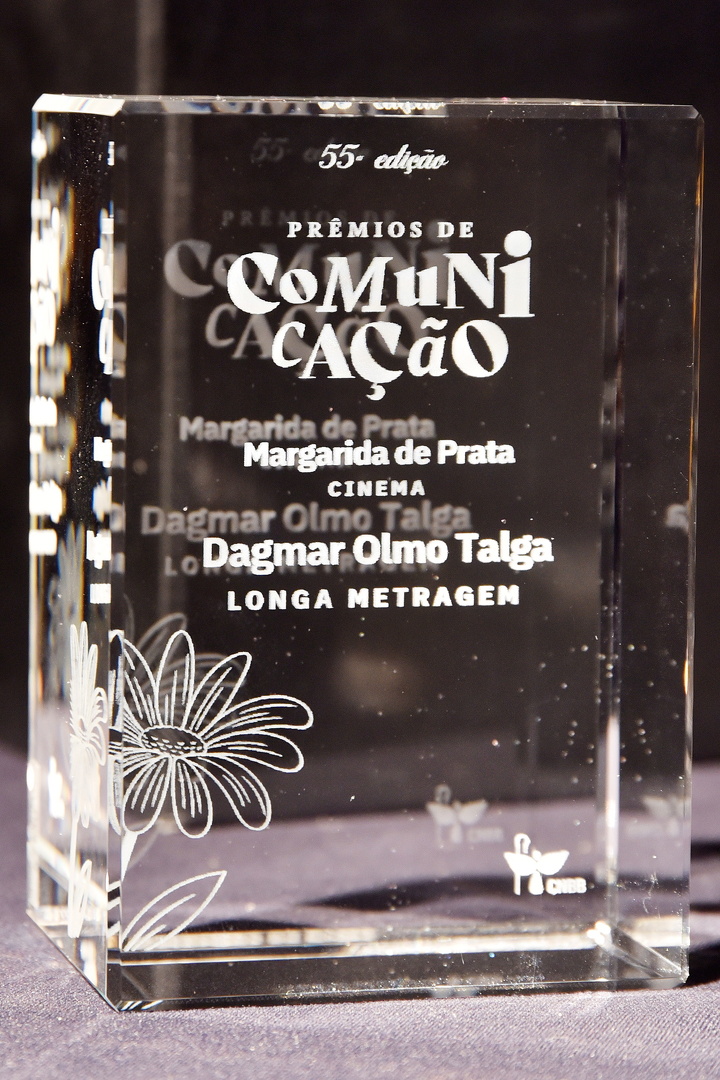 55ª edição
PRÊMIOS DE
COMUNI
CAÇÃO
Margarida de Prata
CINEMA
Dagmar Olmo Talga
LONGA METRAGEM
CNBB